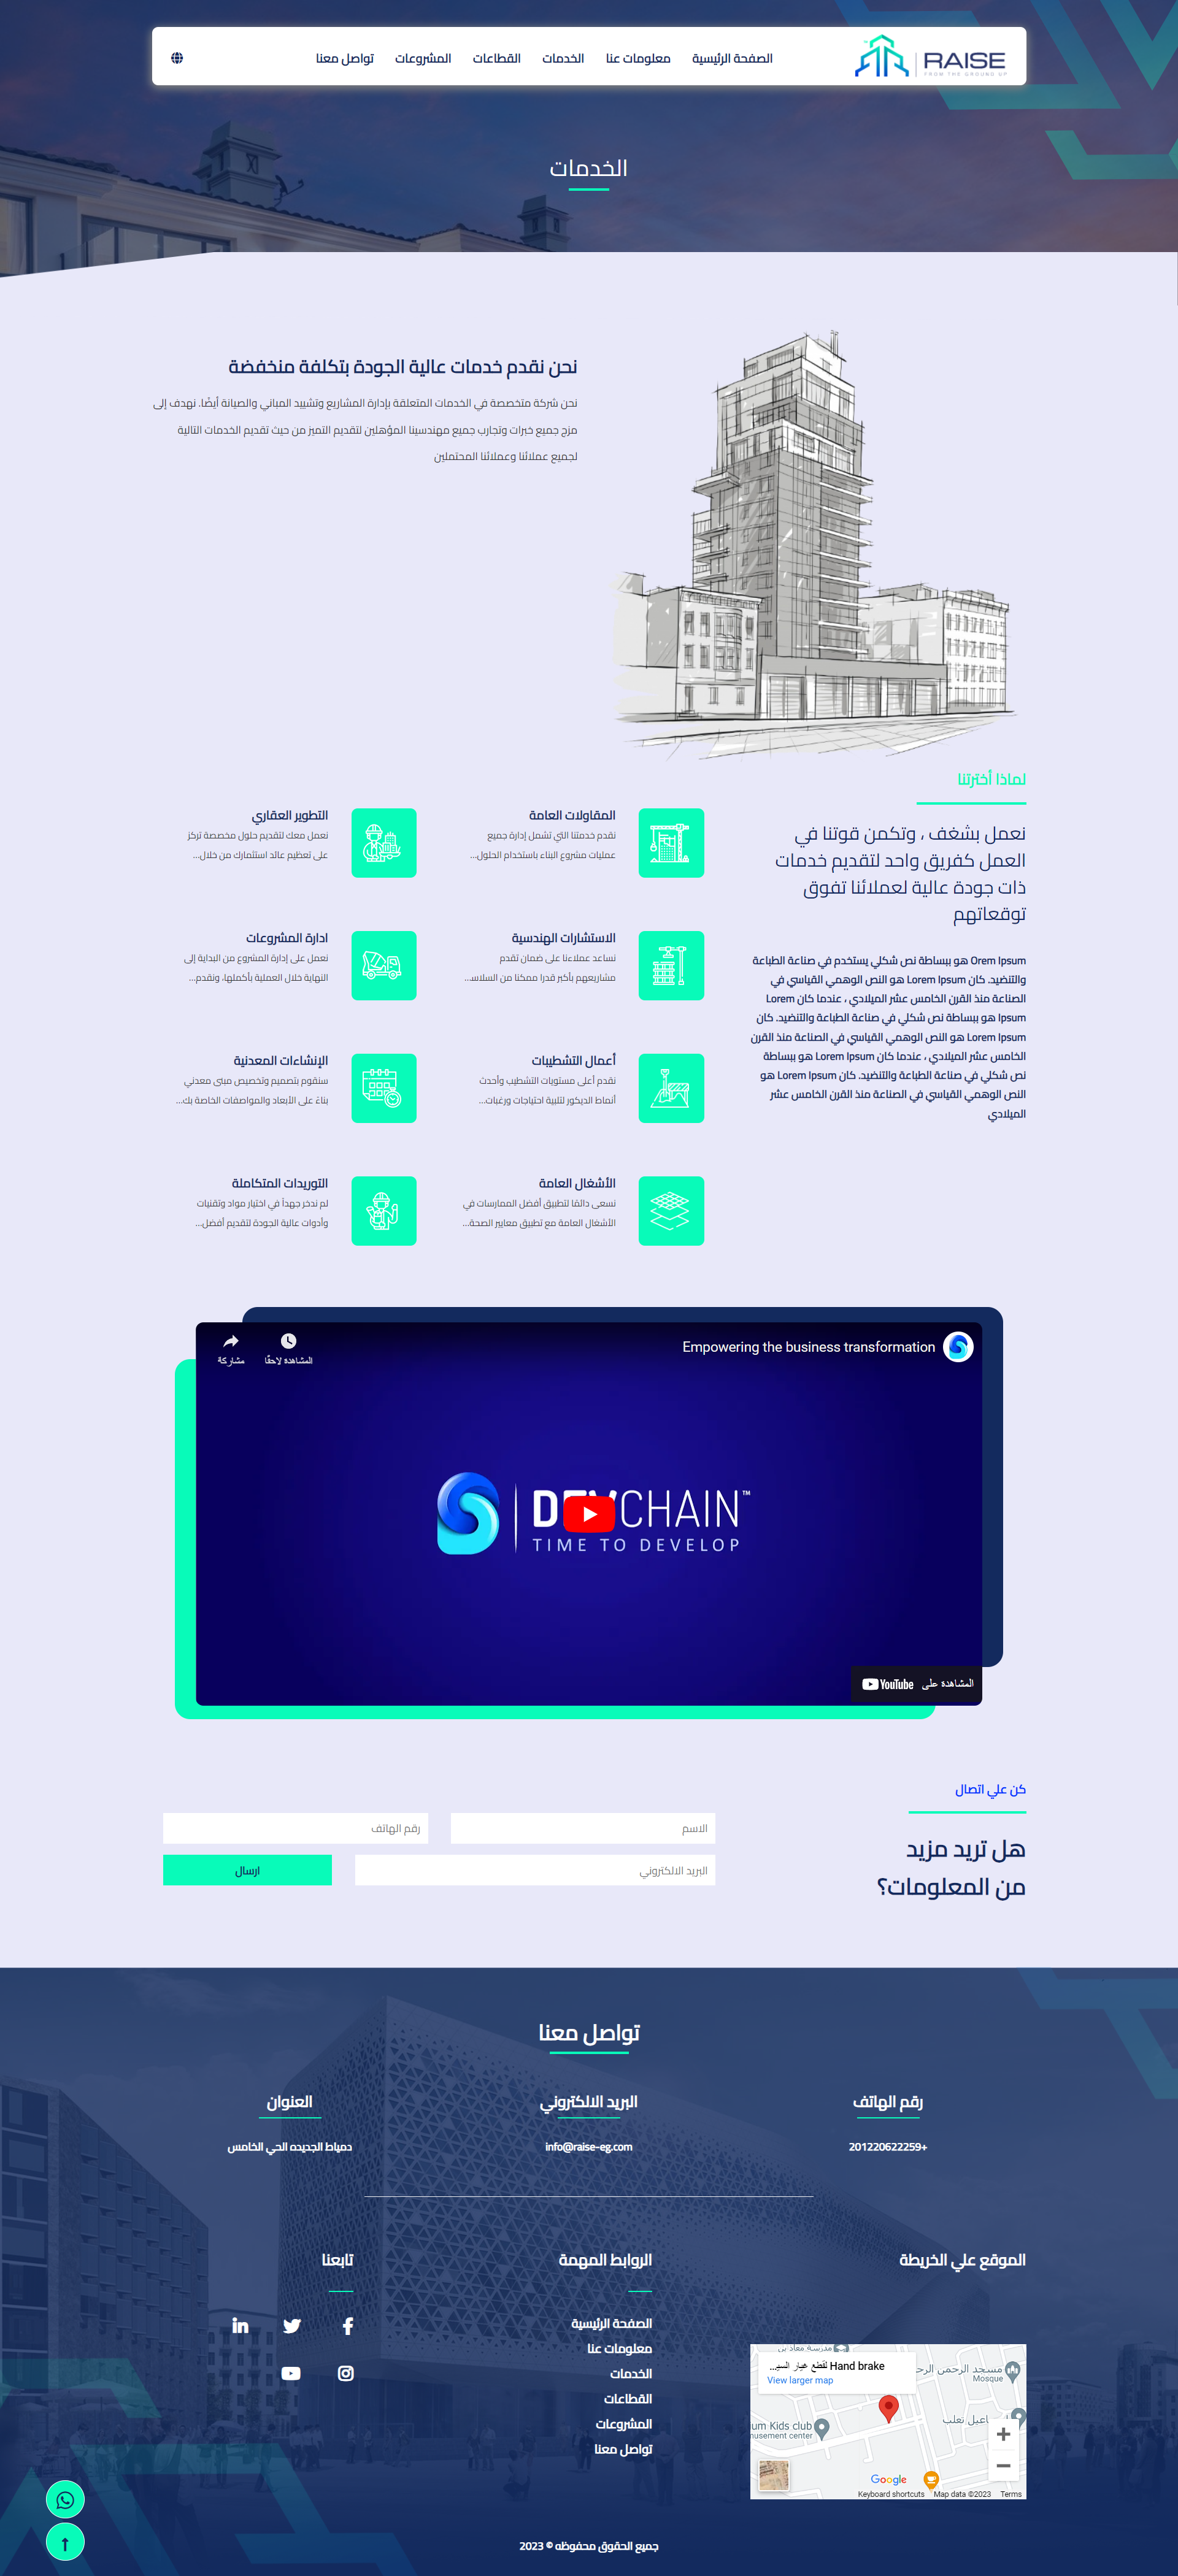 RAISE
FROM THE GROUND UP
الصفحة الرئيسية
معلومات عنا
الخدمات
القطاعات
المشروعات
تواصل معنا
الخدمات
نحن نقدم خدمات عالية الجودة بتكلفة منخفضة
نحن شركة متخصصة في الخدمات المتعلقة بإدارة المشاريع وتشييد المباني والصيانة أيضًا. نهدف إلى
مزج جميع خبرات وتجارب جميع مهندسينا المؤهلين لتقديم التميز من حيث تقديم الخدمات التالية
لجميع عملائنا وعملائنا المحتملين
لماذا أخترتنا
نعمل بشغف ، وتكمن قوتنا في
العمل كفريق واحد لتقديم خدمات
ذات جودة عالية لعملائنا تفوق
توقعاتهم
Orem Ipsum هو ببساطة نص شكلي يستخدم في صناعة الطباعة
والتنضيد. كان Lorem Ipsum هو النص الوهمي القياسي في
الصناعة منذ القرن الخامس عشر الميلادي ، عندما كان Lorem
Ipsum هو ببساطة نص شكلي في صناعة الطباعة والتنضيد. كان
Lorem Ipsum هو النص الوهمي القياسي في الصناعة منذ القرن
الخامس عشر الميلادي ، عندما كان Lorem Ipsum هو ببساطة
نص شكلي في صناعة الطباعة والتنضيد. كان Lorem Ipsum هو
النص الوهمي القياسي في الصناعة منذ القرن الخامس عشر
الميلادي
المقاولات العامة
نقدم خدمتنا التي تشمل إدارة جميع
عمليات مشروع البناء باستخدام الحلول...
التطوير العقاري
نعمل معك لتقديم حلول مخصصة تركز
على تعظيم عائد استثمارك من خلال...
الاستشارات الهندسية
نساعد عملاءنا على ضمان تقدم
مشاريعهم بأكبر قدرا ممكنا من السلاسـ...
ادارة المشروعات
نعمل على إدارة المشروع من البداية إلى
النهاية خلال العملية بأكملها، ونقدم...
أعمال التشطيبات
نقدم أعلى مستويات التشطيب وأحدث
أنماط الديكور لتلبية احتياجات ورغبات...
الإنشاءات المعدنية
سنقوم بتصميم وتخصيص مبنى معدني
بناءً على الأبعاد والمواصفات الخاصة بك...
الأشغال العامة
نسعى دائمًا لتطبيق أفضل الممارسات في
الأشغال العامة مع تطبيق معايير الصحة...
التوريدات المتكاملة
لم ندخر جهداً في اختيار مواد وتقنيات
وأدوات عالية الجودة لتقديم أفضل...
Empowering the business transformation
المشاهدة لاحقًا
مشاركة
DEVCHAIN™
TIME TO DEVELOP
المشاهدة على YouTube
كن علي اتصال
هل تريد مزيد
من المعلومات؟
الاسم
رقم الهاتف
البريد الالكتروني
ارسال
تواصل معنا
رقم الهاتف
+201220622259
البريد الالكتروني
info@raise-eg.com
العنوان
دمياط الجديده الحي الخامس
الموقع علي الخريطة
Hand brake لقطع غيار السيـ...
View larger map
مسجد الرحمن الرحـ
Mosque
um Kids club
usement center
Google
Keyboard shortcuts
Map data ©2023
Terms
الروابط المهمة
الصفحة الرئيسية
معلومات عنا
الخدمات
القطاعات
المشروعات
تواصل معنا
تابعنا
جميع الحقوق محفوظه © 2023